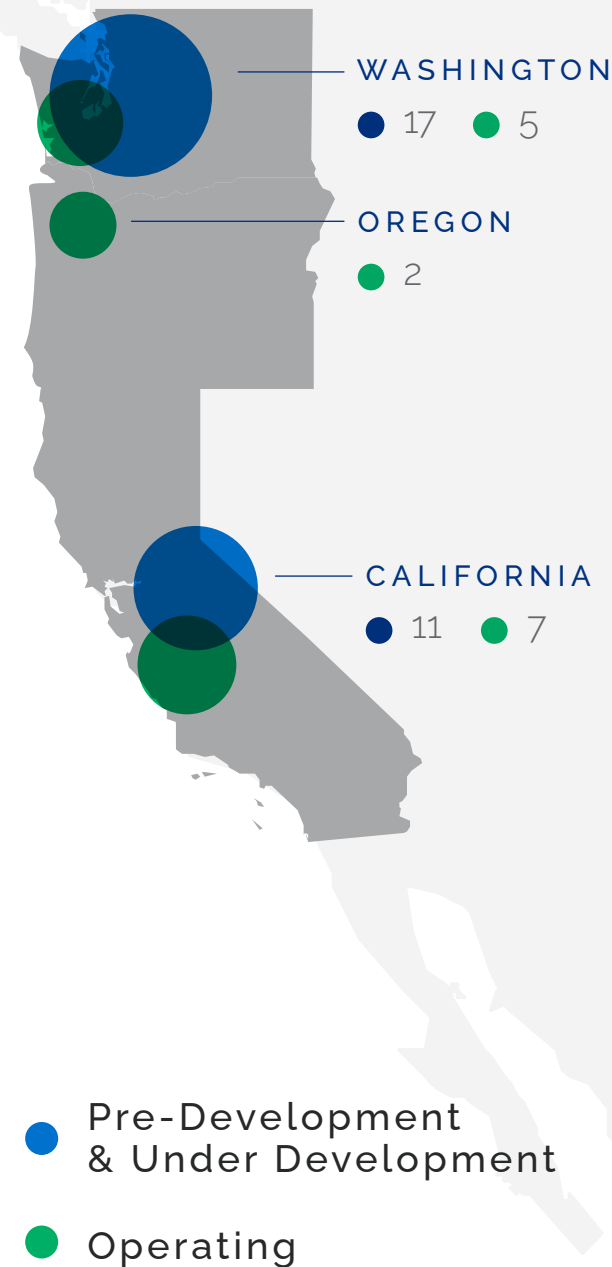 WASHINGTON
17 5
OREGON
2
CALIFORNIA
11 7
Pre-Development
& Under Development
Operating